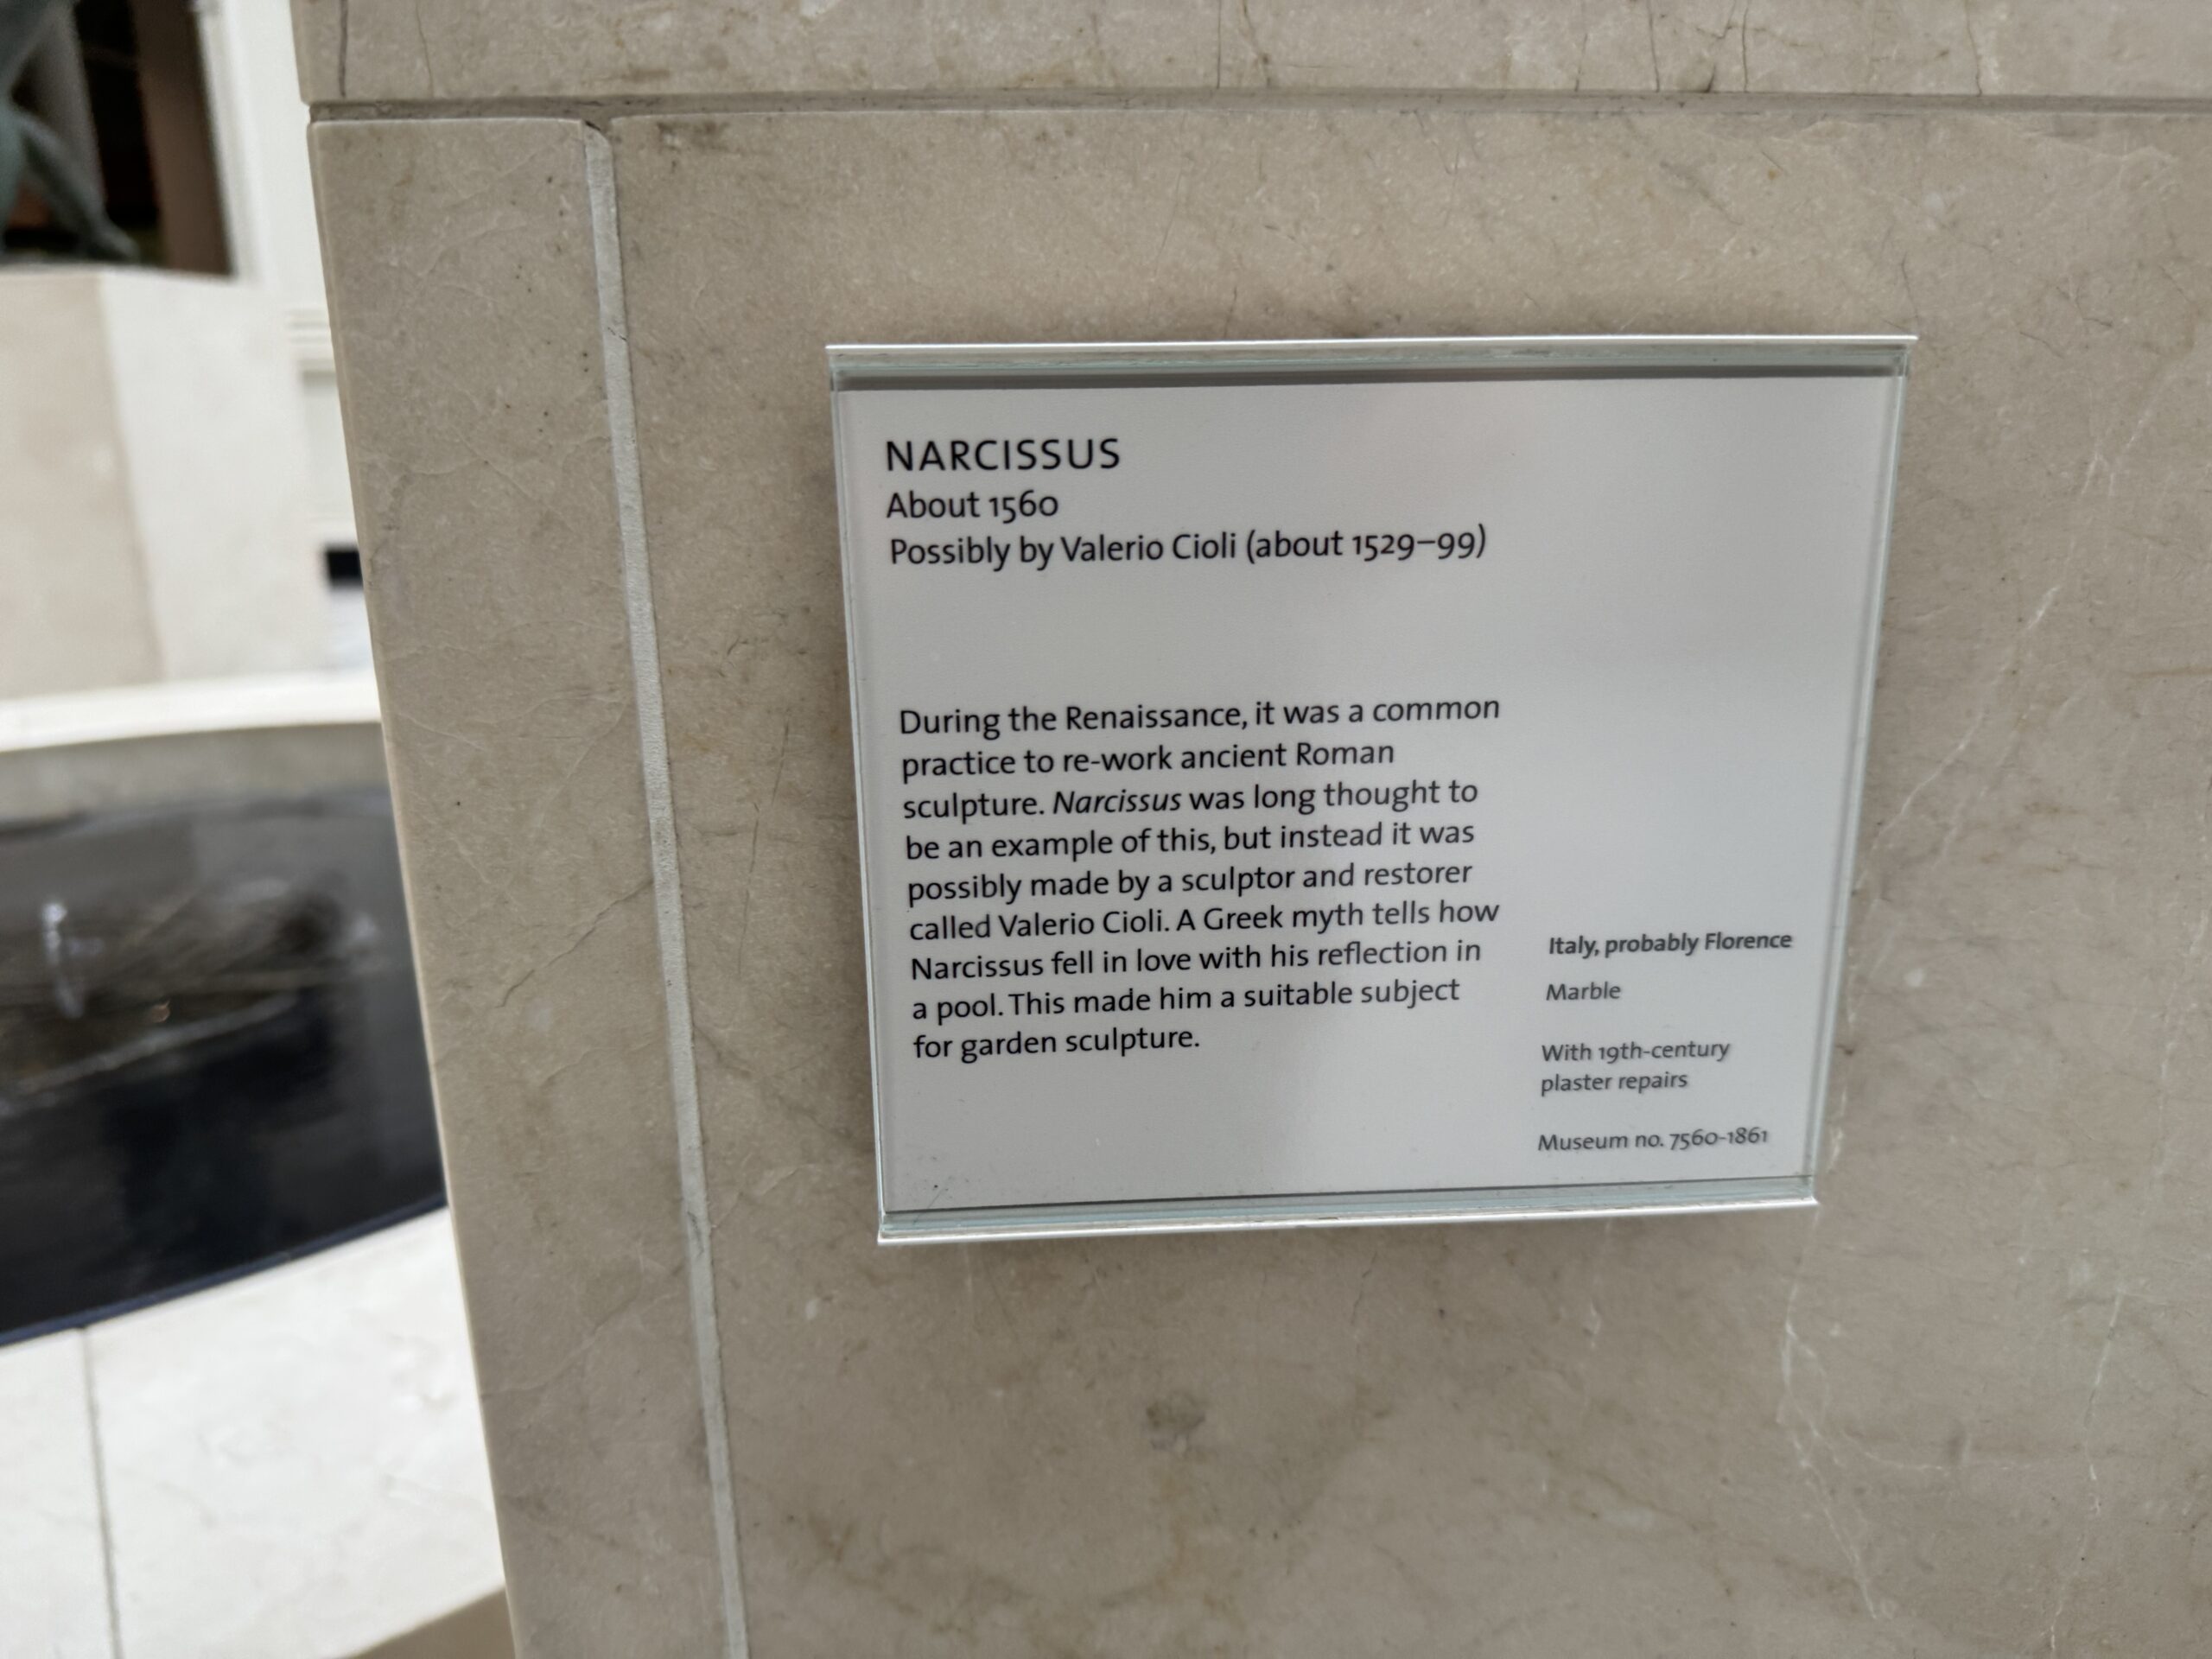 NARCISSUS
About 1560
Possibly by Valerio Cioli (about 1529–99)
During the Renaissance, it was a common
practice to re-work ancient Roman
sculpture. Narcissus was long thought to
be an example of this, but instead it was
possibly made by a sculptor and restorer
called Valerio Cioli. A Greek myth tells how
Narcissus fell in love with his reflection in
a pool. This made him a suitable subject
for garden sculpture.
Italy, probably Florence
Marble
With 19th-century
plaster repairs
Museum no. 7560-1861